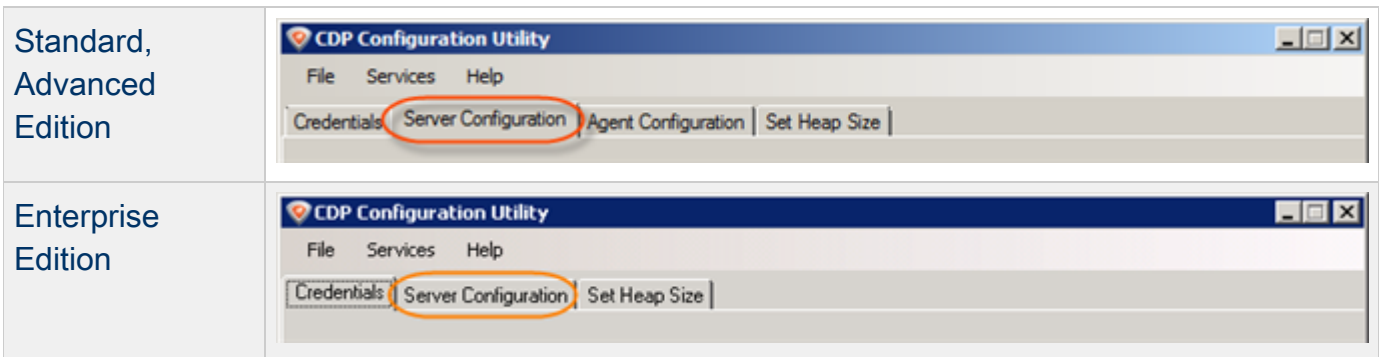 Standard,
Advanced
Edition
CDP Configuration Utility
File Services Help
Credentials Server Configuration Agent Configuration Set Heap Size
Enterprise
Edition
CDP Configuration Utility
File Services Help
Credentials Server Configuration Set Heap Size